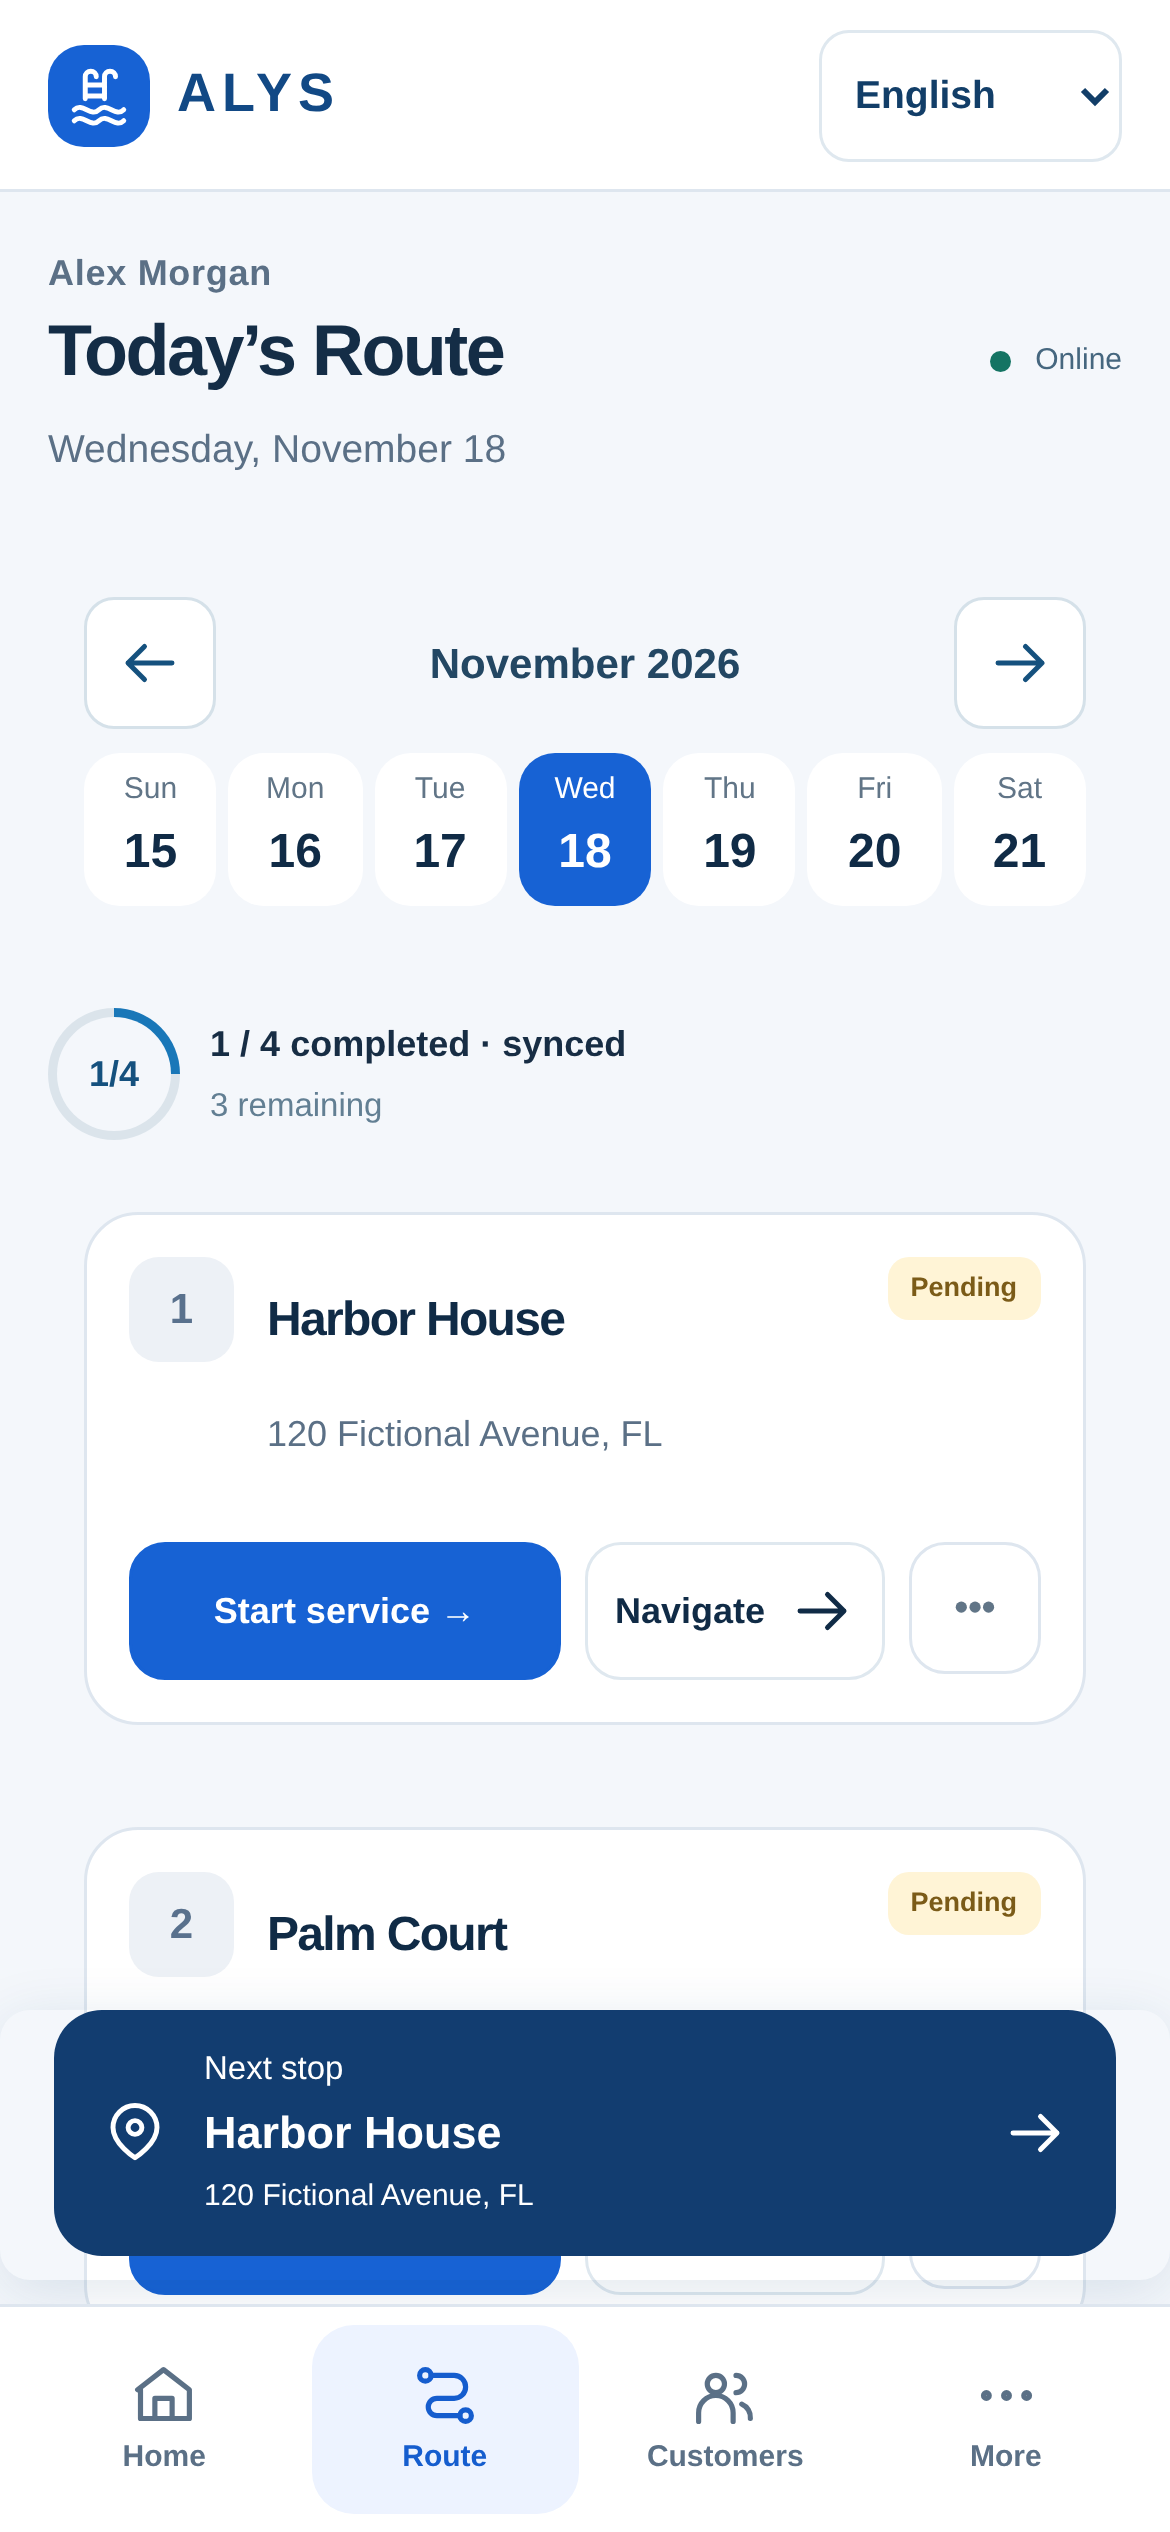 ALYS
English
Alex Morgan
Today’s Route
Online
Wednesday, November 18
November 2026
Sun Mon Tue Wed Thu Fri Sat
15 16 17 18 19 20 21
1/4
1 / 4 completed · synced
3 remaining
1
Harbor House
Pending
120 Fictional Avenue, FL
Start service →
Navigate
•••
2
Palm Court
Pending
Next stop
Harbor House
120 Fictional Avenue, FL
Home Route Customers More